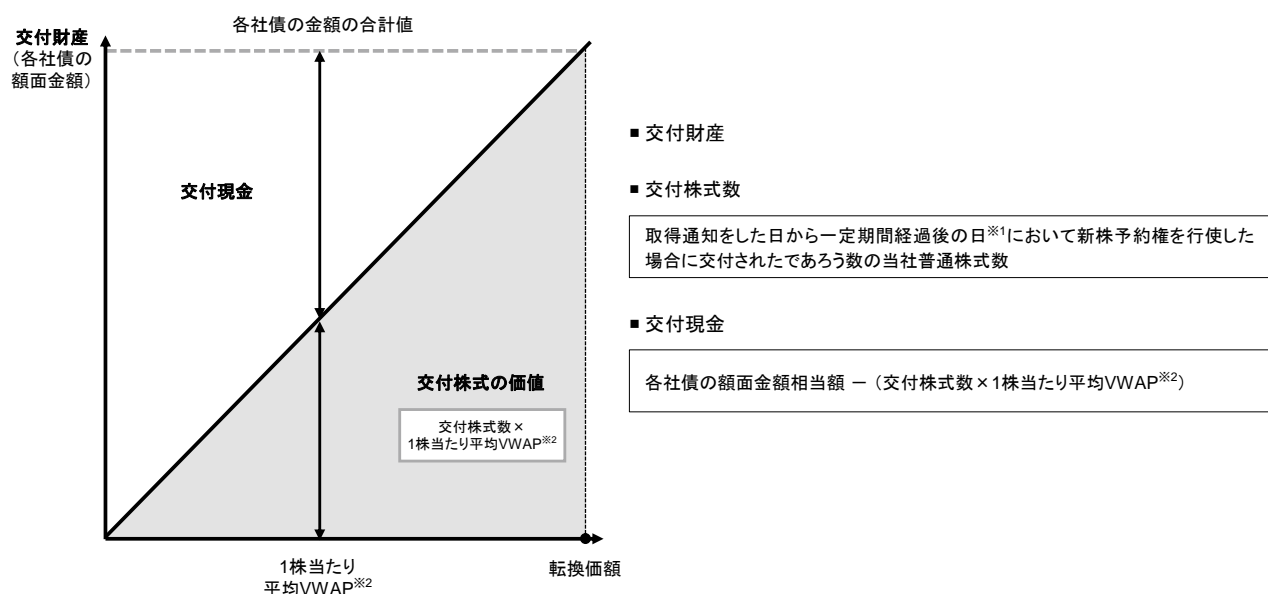 各社債の金額の合計値
交付財産
（各社債の
額面金額）
交付現金
交付株式の価値
交付株式数×
1株当たり平均VWAP※2
1株当たり
平均VWAP※2
転換価額
■ 交付財産
■ 交付株式数
取得通知をした日から一定期間経過後の日※1において新株予約権を行使した
場合に交付されたであろう数の当社普通株式数
■ 交付現金
各社債の額面金額相当額 － （交付株式数×1株当たり平均VWAP※2）